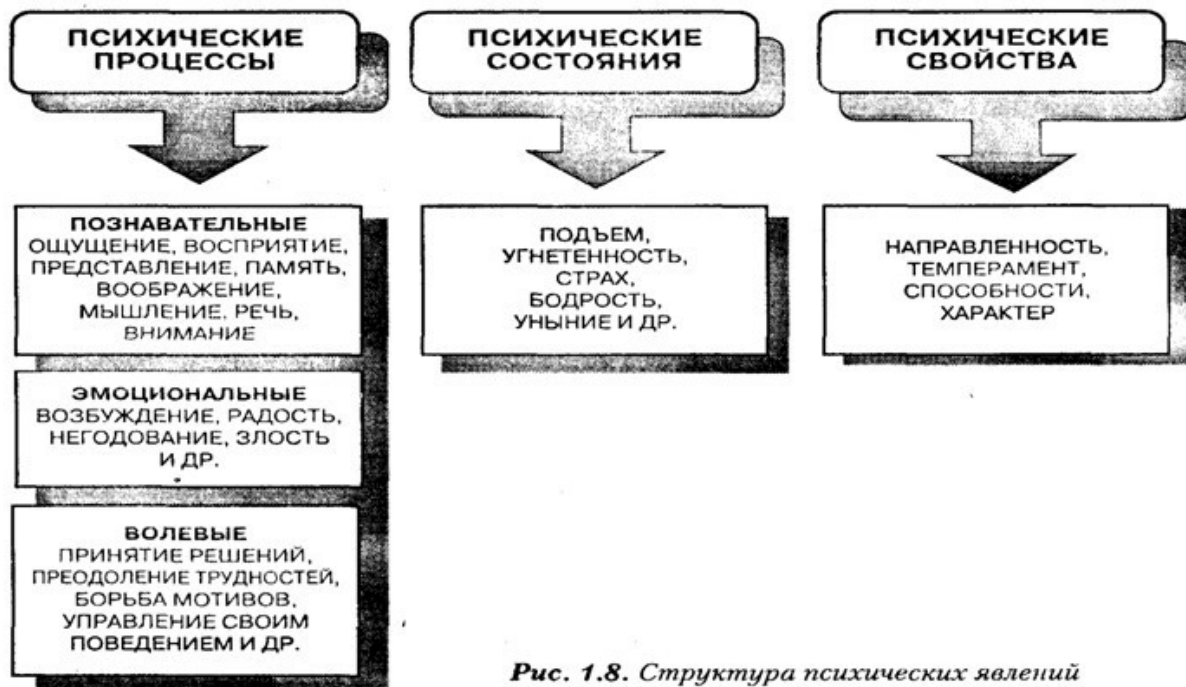 ПСИХИЧЕСКИЕ
ПРОЦЕССЫ
ПОЗНАВАТЕЛЬНЫЕ
ОЩУЩЕНИЕ, ВОСПРИЯТИЕ,
ПРЕДСТАВЛЕНИЕ, ПАМЯТЬ,
ВООБРАЖЕНИЕ,
МЫШЛЕНИЕ, РЕЧЬ,
ВНИМАНИЕ
ЭМОЦИОНАЛЬНЫЕ
ВОЗБУЖДЕНИЕ, РАДОСТЬ,
НЕГОДОВАНИЕ, ЗЛОСТЬ
И ДР.
ВОЛЕВЫЕ
ПРИНЯТИЕ РЕШЕНИЙ,
ПРЕОДОЛЕНИЕ ТРУДНОСТЕЙ,
БОРЬБА МОТИВОВ,
УПРАВЛЕНИЕ СВОИМ
ПОВЕДЕНИЕМ И ДР.
ПСИХИЧЕСКИЕ
СОСТОЯНИЯ
ПОДЪЕМ,
УГНЕТЕННОСТЬ,
СТРАХ,
БОДРОСТЬ,
УНЫНИЕ И ДР.
ПСИХИЧЕСКИЕ
СВОЙСТВА
НАПРАВЛЕННОСТЬ,
ТЕМПЕРАМЕНТ,
СПОСОБНОСТИ,
ХАРАКТЕР
Рис. 1.8. Структура психических явлений